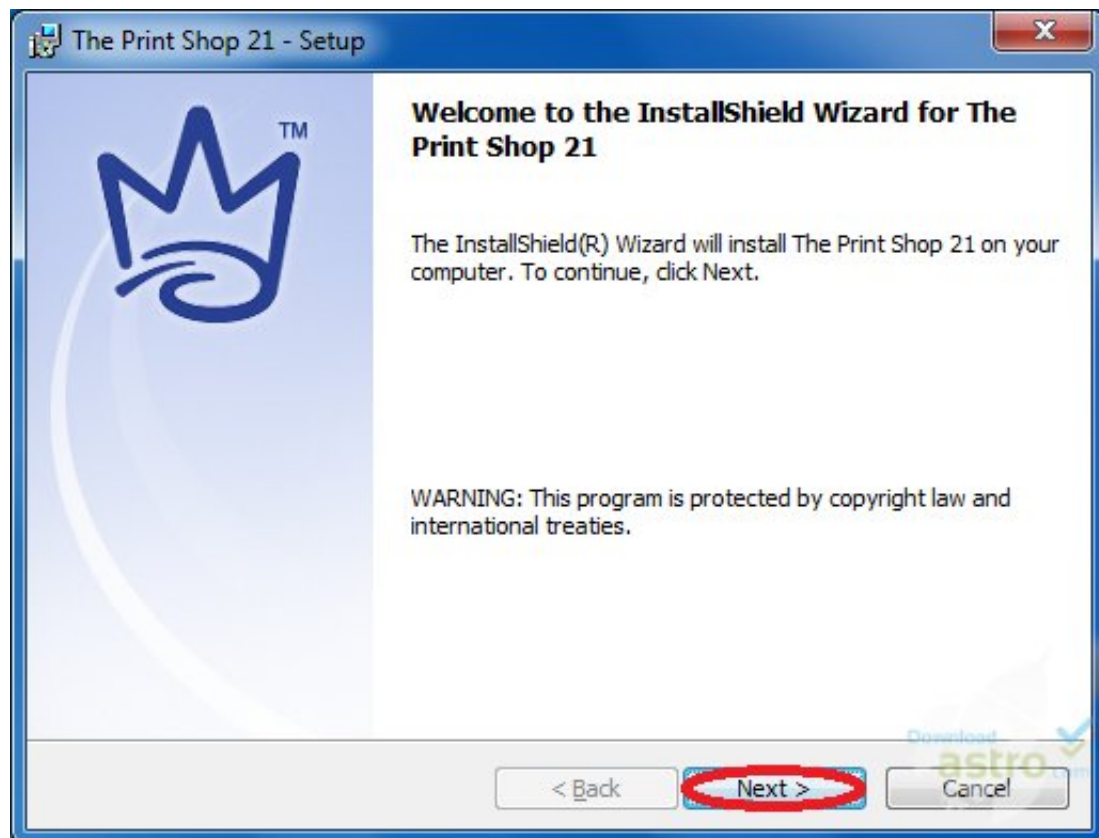 The Print Shop 21 - Setup
TM
Welcome to the InstallShield Wizard for The
Print Shop 21
The InstallShield(R) Wizard will install The Print Shop 21 on your
computer. To continue, click Next.
WARNING: This program is protected by copyright law and
international treaties.
Download
astro.com
< Back
Next >
Cancel